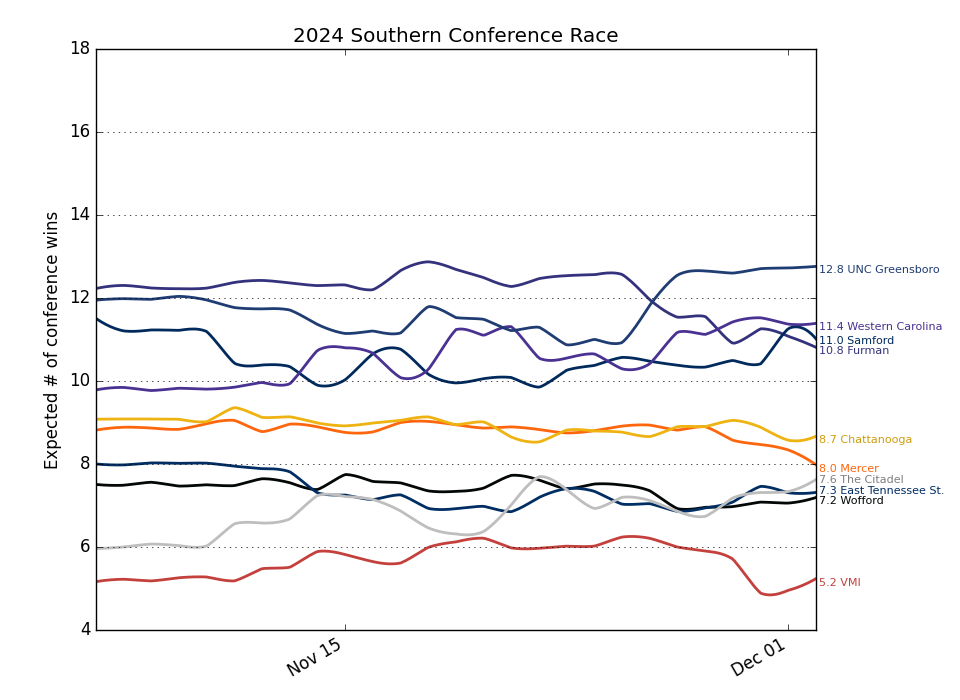 2024 Southern Conference Race
Expected # of conference wins
18
16
14
12
10
8
6
4
Nov 15
Dec 01
12.8 UNC Greensboro
11.4 Western Carolina
11.0 Samford
10.8 Furman
8.7 Chattanooga
8.0 Mercer
7.6 The Citadel
7.3 East Tennessee St.
7.2 Wofford
5.2 VMI